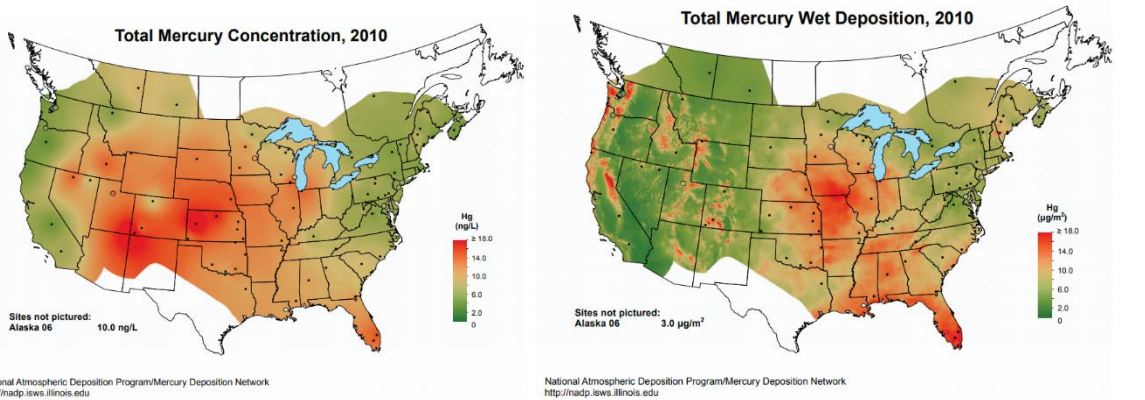 Total Mercury Concentration, 2010
Hg
(ng/L)
≥ 18.0
14.0
10.0
6.0
2.0
0
Sites not pictured:
Alaska 06 10.0 ng/L
onal Atmospheric Deposition Program/Mercury Deposition Network
//nadp.isws.illinois.edu
Total Mercury Wet Deposition, 2010
Hg
(µg/m²)
≥ 18.0
14.0
10.0
6.0
2.0
0
Sites not pictured:
Alaska 06 3.0 µg/m²
National Atmospheric Deposition Program/Mercury Deposition Network
http://nadp.isws.illinois.edu